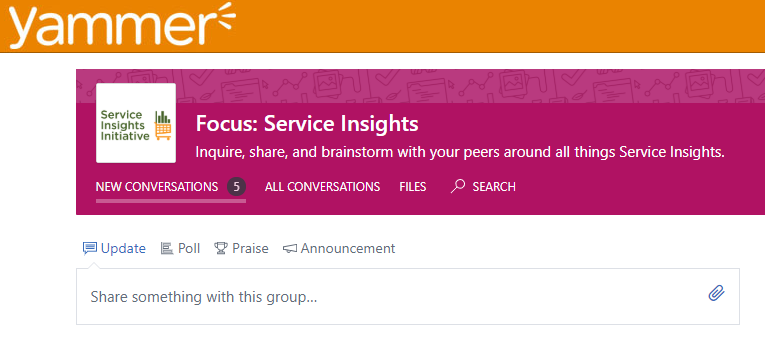 yammer
Service
Insights
Initiative
Focus: Service Insights
Inquire, share, and brainstorm with your peers around all things Service Insights.
NEW CONVERSATIONS 5 ALL CONVERSATIONS FILES SEARCH
Update Poll Praise Announcement
Share something with this group...